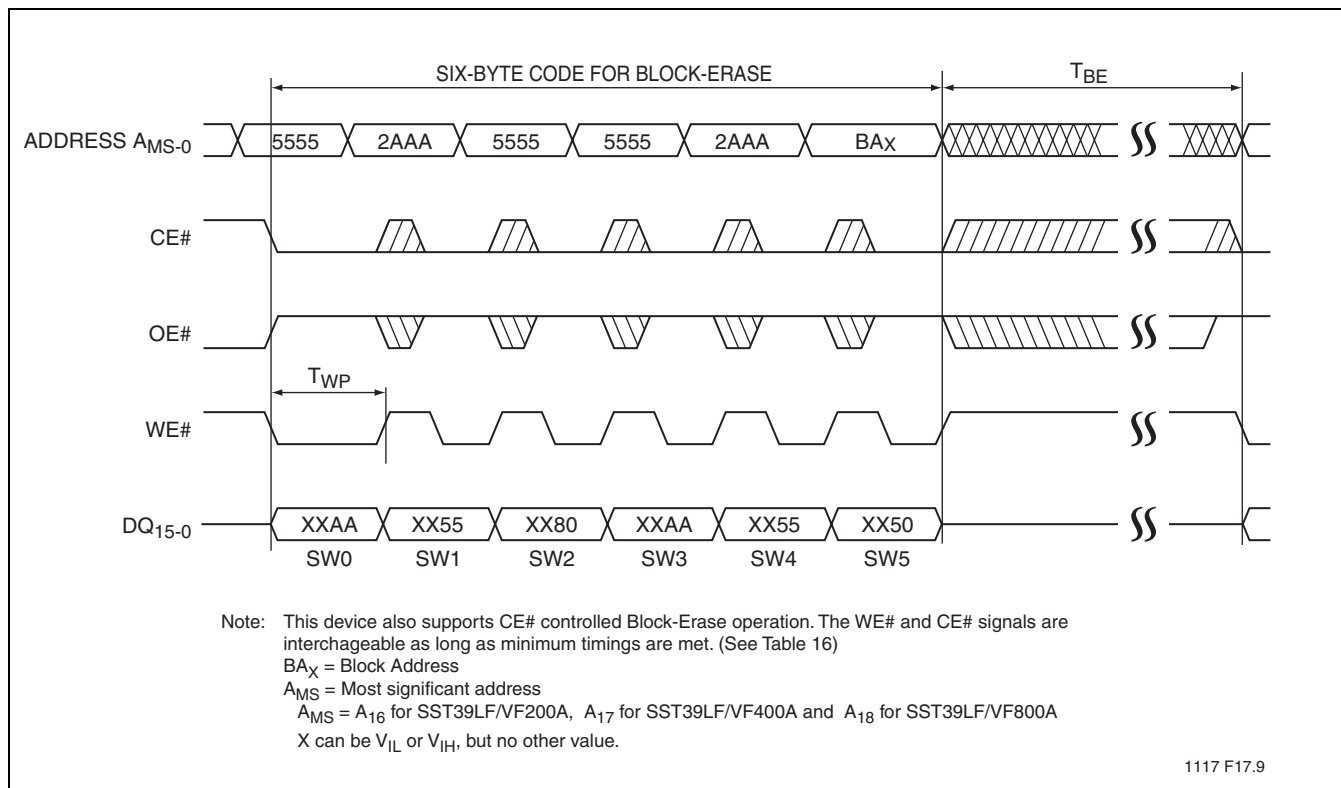 SIX-BYTE CODE FOR BLOCK-ERASE TBE
ADDRESS AMS-0 5555 2AAA 5555 5555 2AAA BAX
CE#
OE#
TWP
WE#
DQ15-0 XXAA XX55 XX80 XXAA XX55 XX50
SW0 SW1 SW2 SW3 SW4 SW5
Note: This device also supports CE# controlled Block-Erase operation. The WE# and CE# signals are
interchageable as long as minimum timings are met. (See Table 16)
BAX = Block Address
AMS = Most significant address
AMS = A16 for SST39LF/VF200A, A17 for SST39LF/VF400A and A18 for SST39LF/VF800A
X can be VIL or VIH, but no other value.
1117 F17.9